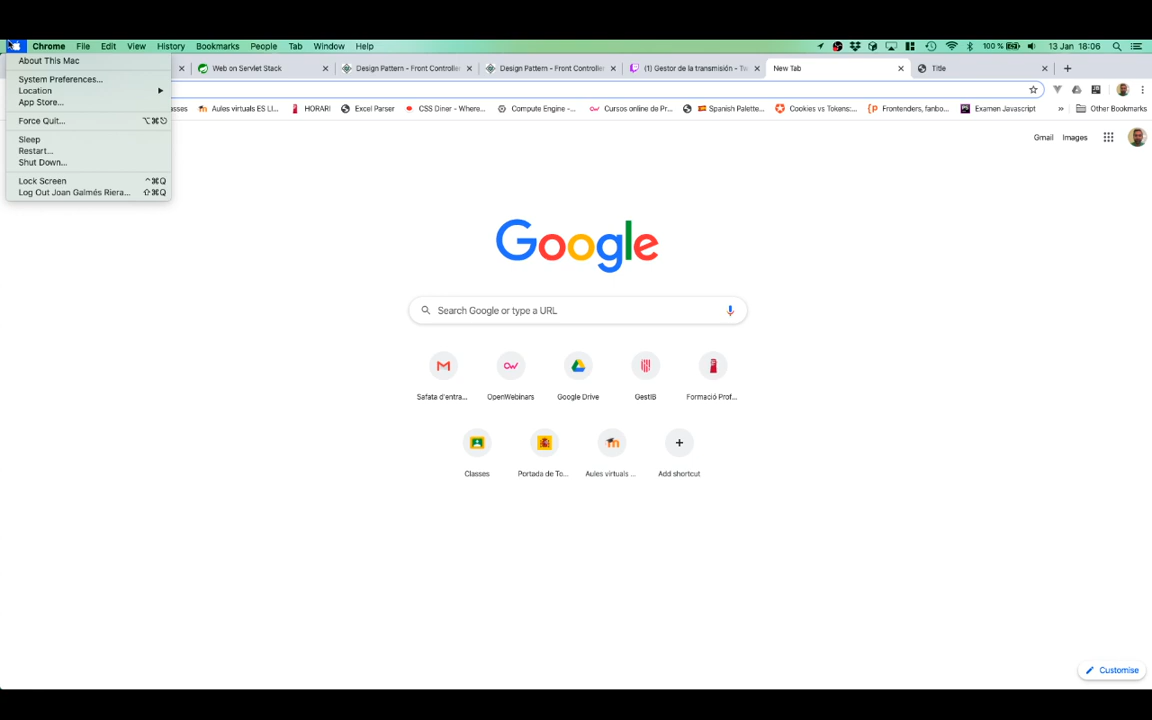 Chrome File Edit View History Bookmarks People Tab Window Help 100 % 13 Jan 18:06
About This Mac
System Preferences...
Location
App Store...
Force Quit...
Sleep
Restart...
Shut Down...
Lock Screen ^⌘Q
Log Out Joan Galmés Riera... ⇧⌘Q
Web on Servlet Stack Design Pattern - Front Controlle Design Pattern - Front Controlle (1) Gestor de la transmisión - Tw New Tab Title
asses Aules virtuals ES LI... HORARI Excel Parser CSS Diner - Where... Compute Engine -... Cursos online de Pr... Spanish Palette... Cookies vs Tokens:... Frontenders, fanbo... Examen Javascript » Other Bookmarks
Gmail Images
Google
Search Google or type a URL
Safata d'entra... OpenWebinars Google Drive GestIB Formació Prof...
Classes Portada de To... Aules virtuals ... Add shortcut
Customise